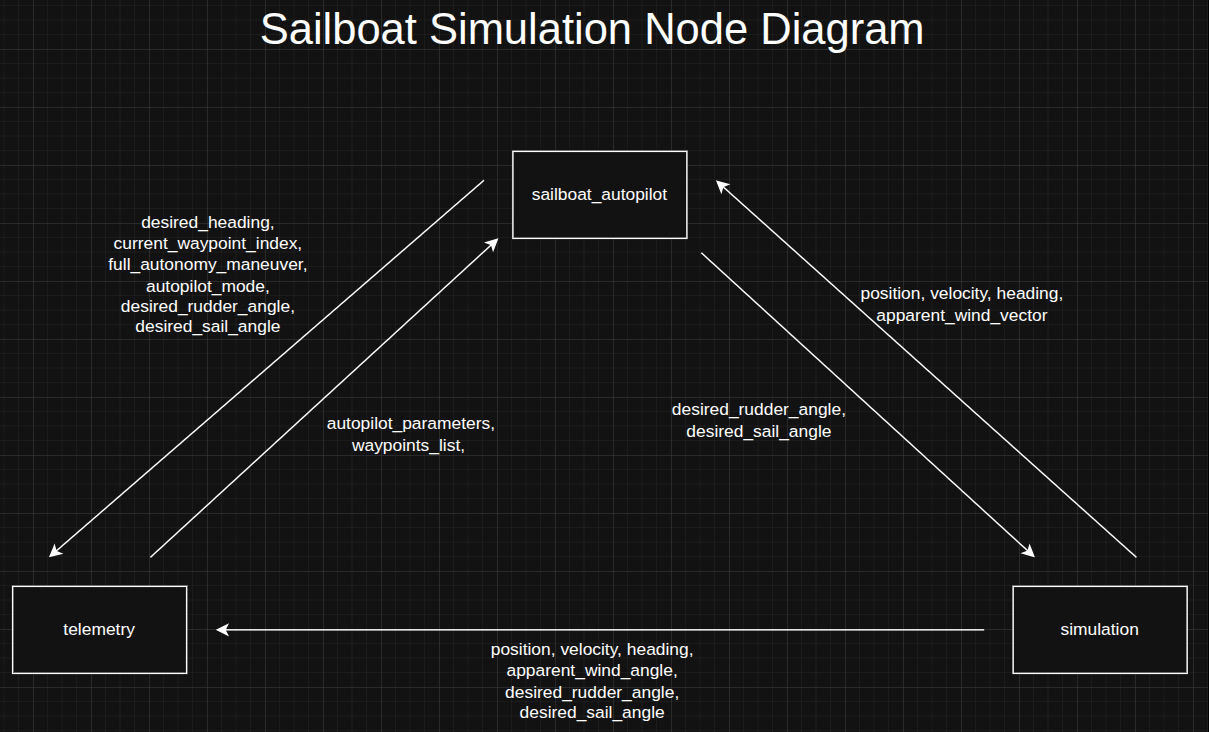 Sailboat Simulation Node Diagram
sailboat_autopilot
desired_heading,
current_waypoint_index,
full_autonomy_maneuver,
autopilot_mode,
desired_rudder_angle,
desired_sail_angle
position, velocity, heading,
apparent_wind_vector
autopilot_parameters,
waypoints_list,
desired_rudder_angle,
desired_sail_angle
telemetry
simulation
position, velocity, heading,
apparent_wind_angle,
desired_rudder_angle,
desired_sail_angle